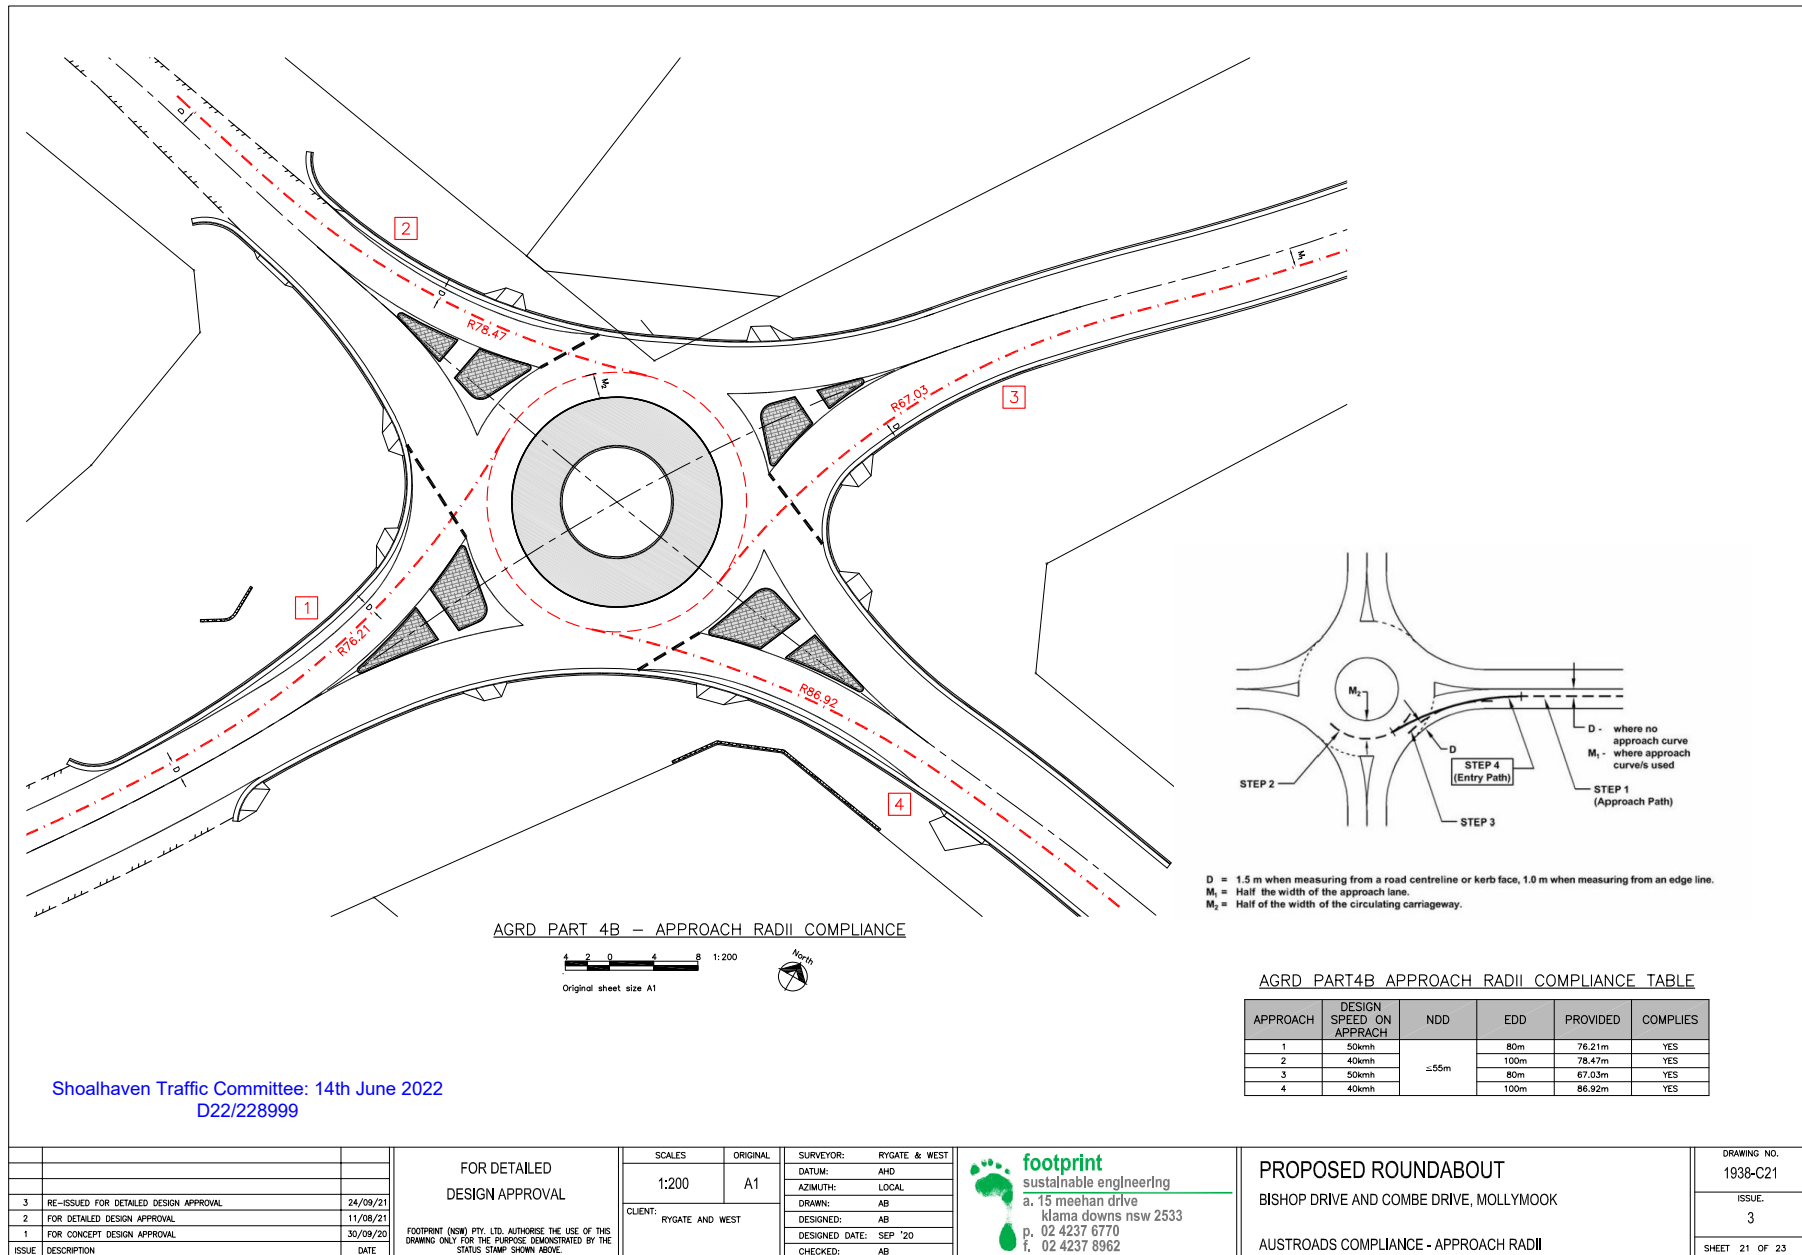 D
2
D
R78.47
M₂
M₁
R67.03
D
3
1
D
R76.21
D
R86.92
4
M₂
D
STEP 4
(Entry Path)
D - where no
approach curve
M₁ - where approach
curve/s used
STEP 1
(Approach Path)
STEP 2
STEP 3
D = 1.5 m when measuring from a road centreline or kerb face, 1.0 m when measuring from an edge line.
M₁ = Half the width of the approach lane.
M₂ = Half of the width of the circulating carriageway.
AGRD PART 4B – APPROACH RADII COMPLIANCE
4 2 0 4 8 1:200
Original sheet size A1
North
AGRD PART4B APPROACH RADII COMPLIANCE TABLE
APPROACH DESIGN SPEED ON APPRACH NDD EDD PROVIDED COMPLIES
1 50kmh ≤55m 80m 76.21m YES
2 40kmh 100m 78.47m YES
3 50kmh 80m 67.03m YES
4 40kmh 100m 86.92m YES
Shoalhaven Traffic Committee: 14th June 2022
D22/228999
3 RE-ISSUED FOR DETAILED DESIGN APPROVAL 24/09/21
2 FOR DETAILED DESIGN APPROVAL 11/08/21
1 FOR CONCEPT DESIGN APPROVAL 30/09/20
ISSUE DESCRIPTION DATE
FOR DETAILED
DESIGN APPROVAL
FOOTPRINT (NSW) PTY. LTD. AUTHORISE THE USE OF THIS
DRAWING ONLY FOR THE PURPOSE DEMONSTRATED BY THE
STATUS STAMP SHOWN ABOVE.
SCALES ORIGINAL
1:200 A1
CLIENT:
RYGATE AND WEST
SURVEYOR: RYGATE & WEST
DATUM: AHD
AZIMUTH: LOCAL
DRAWN: AB
DESIGNED: AB
DESIGNED DATE: SEP '20
CHECKED: AB
footprint
sustainable engineering
a. 15 meehan drive
kiama downs nsw 2533
p. 02 4237 6770
f. 02 4237 8962
PROPOSED ROUNDABOUT
BISHOP DRIVE AND COMBE DRIVE, MOLLYMOOK
AUSTROADS COMPLIANCE - APPROACH RADII
DRAWING NO.
1938-C21
ISSUE.
3
SHEET 21 OF 23